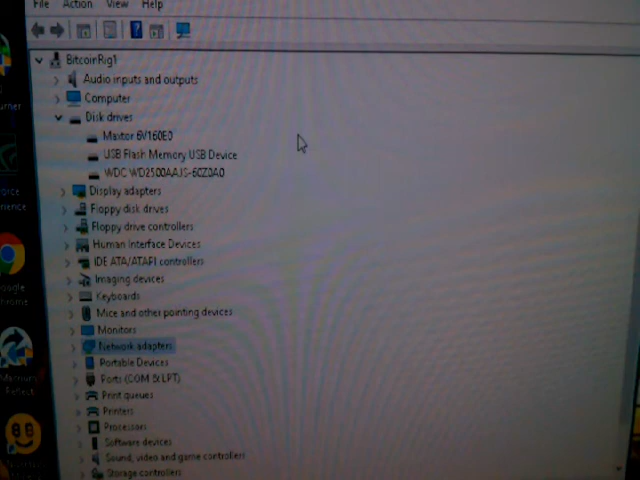 File Action View Help
BitcoinRig1
Audio inputs and outputs
Computer
Disk drives
Maxtor 6V160E0
USB Flash Memory USB Device
WDC WD2500AAJS-60Z0A0
Display adapters
Floppy disk drives
Floppy drive controllers
Human Interface Devices
IDE ATA/ATAPI controllers
Imaging devices
Keyboards
Mice and other pointing devices
Monitors
Network adapters
Portable Devices
Ports (COM & LPT)
Print queues
Printers
Processors
Software devices
Sound, video and game controllers
Storage controllers